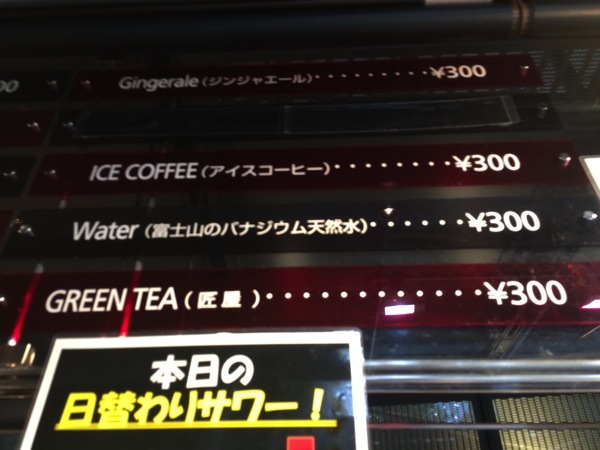 00
Gingerale (ジンジャエール)・・・・・・・・・¥300
ICE COFFEE (アイスコーヒー)・・・・・・・・¥300
Water (富士山のバナジウム天然水)・・・・・・¥300
GREEN TEA ( 匠屋 )・・・・・・・・・・・・・¥300
本日の
日替わりサワー!